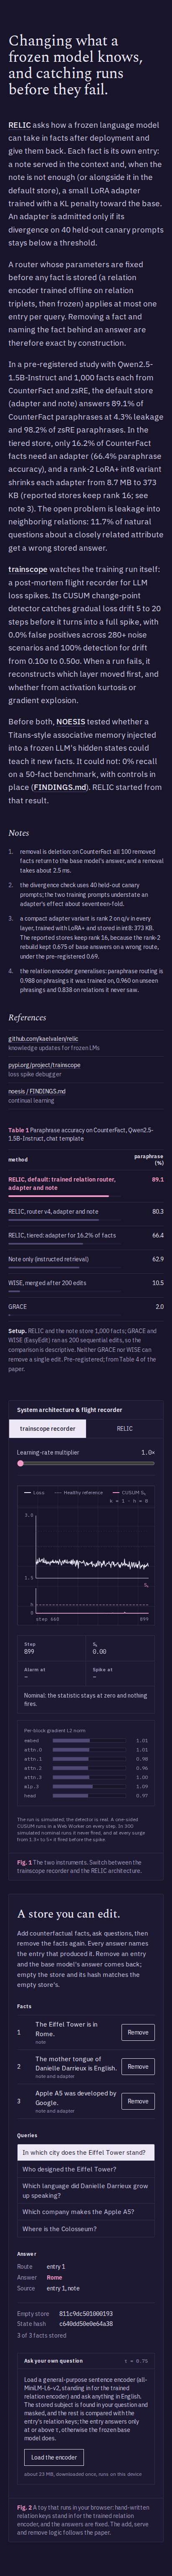 Changing what a
frozen model knows,
and catching runs
before they fail.
RELIC asks how a frozen language model
can take in facts after deployment and
give them back. Each fact is its own entry:
a note served in the context and, when the
note is not enough (or alongside it in the
default store), a small LoRA adapter
trained with a KL penalty toward the base.
An adapter is admitted only if its
divergence on 40 held-out canary prompts
stays below a threshold.
A router whose parameters are fixed
before any fact is stored (a relation
encoder trained offline on relation
triplets, then frozen) applies at most one
entry per query. Removing a fact and
naming the fact behind an answer are
therefore exact by construction.
In a pre-registered study with Qwen2.5-
1.5B-Instruct and 1,000 facts each from
CounterFact and zsRE, the default store
(adapter and note) answers 89.1% of
CounterFact paraphrases at 4.3% leakage
and 98.2% of zsRE paraphrases. In the
tiered store, only 16.2% of CounterFact
facts need an adapter (66.4% paraphrase
accuracy), and a rank-2 LoRA+ int8 variant
shrinks each adapter from 8.7 MB to 373
KB (reported stores keep rank 16; see
note 3). The open problem is leakage into
neighboring relations: 11.7% of natural
questions about a closely related attribute
get a wrong stored answer.
trainscope watches the training run itself:
a post-mortem flight recorder for LLM
loss spikes. Its CUSUM change-point
detector catches gradual loss drift 5 to 20
steps before it turns into a full spike, with
0.0% false positives across 280+ noise
scenarios and 100% detection for drift
from 0.10σ to 0.50σ. When a run fails, it
reconstructs which layer moved first, and
whether from activation kurtosis or
gradient explosion.
Before both, NOESIS tested whether a
Titans-style associative memory injected
into a frozen LLM's hidden states could
teach it new facts. It could not: 0% recall
on a 50-fact benchmark, with controls in
place (FINDINGS.md). RELIC started from
that result.
Notes
1. removal is deletion: on CounterFact all 100 removed
facts return to the base model's answer, and a removal
takes about 2.5 ms.
2. the divergence check uses 40 held-out canary
prompts; the two training prompts understate an
adapter's effect about seventeen-fold.
3. a compact adapter variant is rank 2 on q/v in every
layer, trained with LoRA+ and stored in int8: 373 KB.
The reported stores keep rank 16, because the rank-2
rebuild kept 0.675 of base answers on a wrong route,
under the pre-registered 0.69.
4. the relation encoder generalises: paraphrase routing is
0.988 on phrasings it was trained on, 0.960 on unseen
phrasings and 0.838 on relations it never saw.
References
github.com/kaelvalen/relic
knowledge updates for frozen LMs
pypi.org/project/trainscope
loss spike debugger
noesis / FINDINGS.md
continual learning
Table 1 Paraphrase accuracy on CounterFact, Qwen2.5-
1.5B-Instruct, chat template
method paraphrase
(%)
RELIC, default: trained relation router, 89.1
adapter and note
RELIC, router v4, adapter and note 80.3
RELIC, tiered: adapter for 16.2% of facts 66.4
Note only (instructed retrieval) 62.9
WISE, merged after 200 edits 10.5
GRACE 2.0
Setup. RELIC and the note store 1,000 facts; GRACE and
WISE (EasyEdit) ran as 200 sequential edits, so the
comparison is descriptive. Neither GRACE nor WISE can
remove a single edit. Pre-registered; from Table 4 of the
paper.
System architecture & flight recorder
trainscope recorder RELIC
Learning-rate multiplier 1.0×
Loss Healthy reference CUSUM Sₜ
k = 1 · h = 8
3.8
1.5
Sₜ
h
0
step 660 899
Step Sₜ
899 0.00
Alarm at Spike at
– –
Nominal: the statistic stays at zero and nothing
fires.
Per-block gradient L2 norm
embed 1.01
attn.0 1.01
attn.1 0.98
attn.2 0.96
attn.3 1.00
mlp.3 1.09
head 0.97
The run is simulated; the detector is real. A one-sided
CUSUM runs in a Web Worker on every step. In 300
simulated nominal runs it never fired, and at every surge
from 1.3× to 5× it fired before the spike.
Fig. 1 The two instruments. Switch between the
trainscope recorder and the RELIC architecture.
A store you can edit.
Add counterfactual facts, ask questions, then
remove the facts again. Every answer names
the entry that produced it. Remove an entry
and the base model's answer comes back;
empty the store and its hash matches the
empty store's.
Facts
1 The Eiffel Tower is in
Rome.
note
Remove
2 The mother tongue of
Danielle Darrieux is English.
note and adapter
Remove
3 Apple A5 was developed by
Google.
note and adapter
Remove
Queries
In which city does the Eiffel Tower stand?
Who designed the Eiffel Tower?
Which language did Danielle Darrieux grow
up speaking?
Which company makes the Apple A5?
Where is the Colosseum?
Answer
Route entry 1
Answer Rome
Source entry 1, note
Empty store 811c9dc501000193
State hash c640dd50e0e64a38
3 of 3 facts stored
Ask your own question τ = 0.75
Load a general-purpose sentence encoder (all-
MiniLM-L6-v2, standing in for the trained
relation encoder) and ask anything in English.
The stored subject is found in your question
and masked, and the rest is compared with the
entry's relation keys; the entry answers only
at or above τ, otherwise the frozen base
model does.
Load the encoder
about 23 MB, downloaded once, runs on this device
Fig. 2 A toy that runs in your browser: hand-written
relation keys stand in for the trained relation
encoder, and the answers are fixed. The add, serve
and remove logic follows the paper.